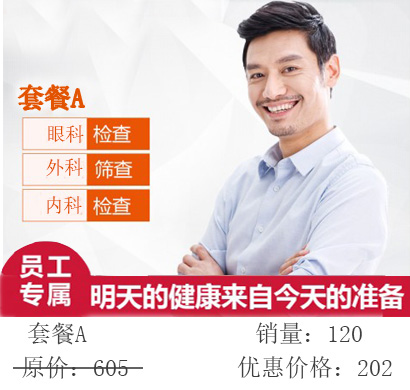 套餐A
眼科 检查
外科 筛查
内科 检查
员工
专属
明天的健康来自今天的准备
套餐A 销量：120
原价：605 优惠价格：202